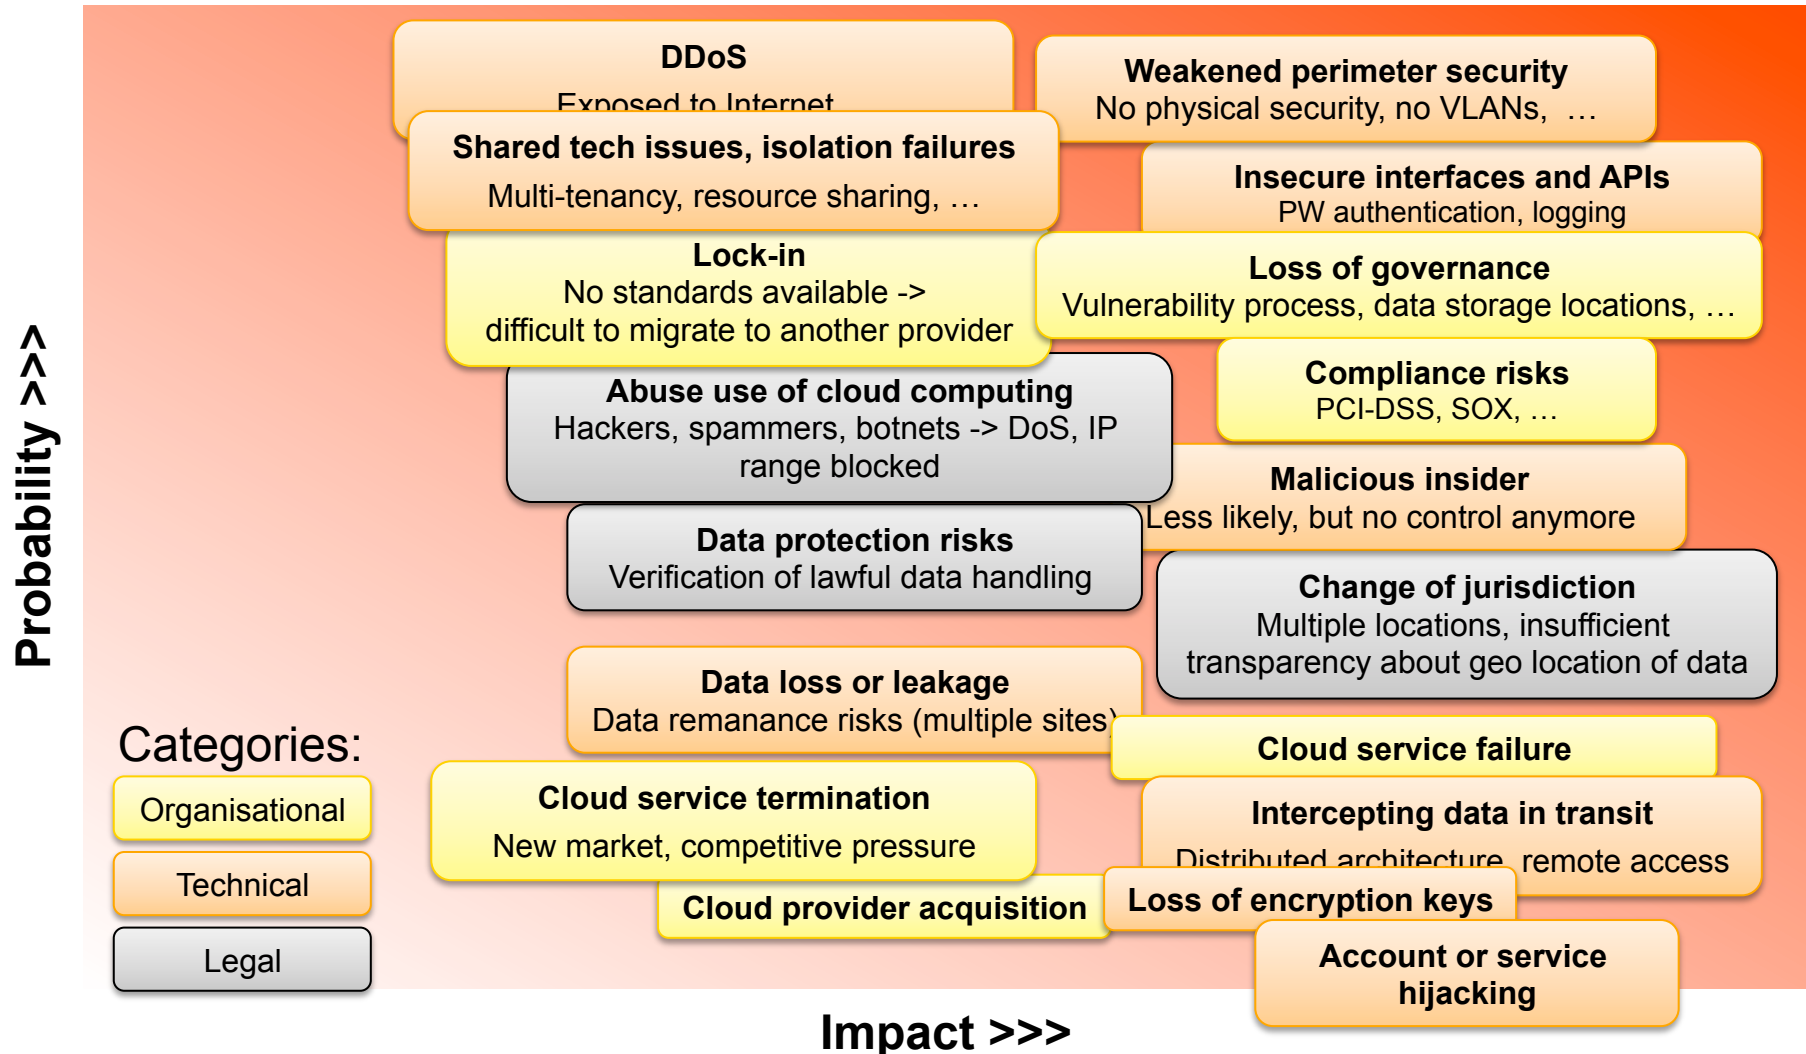 DDoS
Exposed to Internet
Weakened perimeter security
No physical security, no VLANs, …
Shared tech issues, isolation failures
Multi-tenancy, resource sharing, …
Insecure interfaces and APIs
PW authentication, logging
Lock-in
No standards available ->
difficult to migrate to another provider
Loss of governance
Vulnerability process, data storage locations, …
Abuse use of cloud computing
Hackers, spammers, botnets -> DoS, IP
range blocked
Compliance risks
PCI-DSS, SOX, …
Malicious insider
Less likely, but no control anymore
Data protection risks
Verification of lawful data handling
Change of jurisdiction
Multiple locations, insufficient
transparency about geo location of data
Data loss or leakage
Data remanance risks (multiple sites)
Cloud service failure
Cloud service termination
New market, competitive pressure
Intercepting data in transit
Distributed architecture, remote access
Cloud provider acquisition
Loss of encryption keys
Account or service
hijacking
Categories:
Organisational
Technical
Legal
Probability >>>
Impact >>>